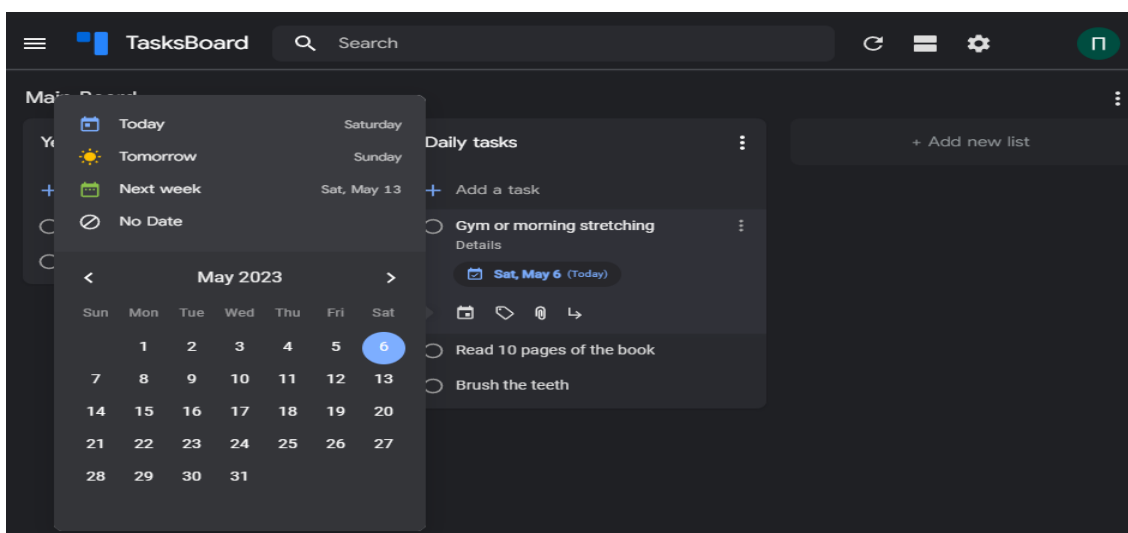 TasksBoard
Search
П
Today Saturday
Tomorrow Sunday
Next week Sat, May 13
No Date
May 2023
Sun Mon Tue Wed Thu Fri Sat
1 2 3 4 5 6
7 8 9 10 11 12 13
14 15 16 17 18 19 20
21 22 23 24 25 26 27
28 29 30 31
Daily tasks
+ Add a task
Gym or morning stretching
Details
Sat, May 6 (Today)
Read 10 pages of the book
Brush the teeth
+ Add new list